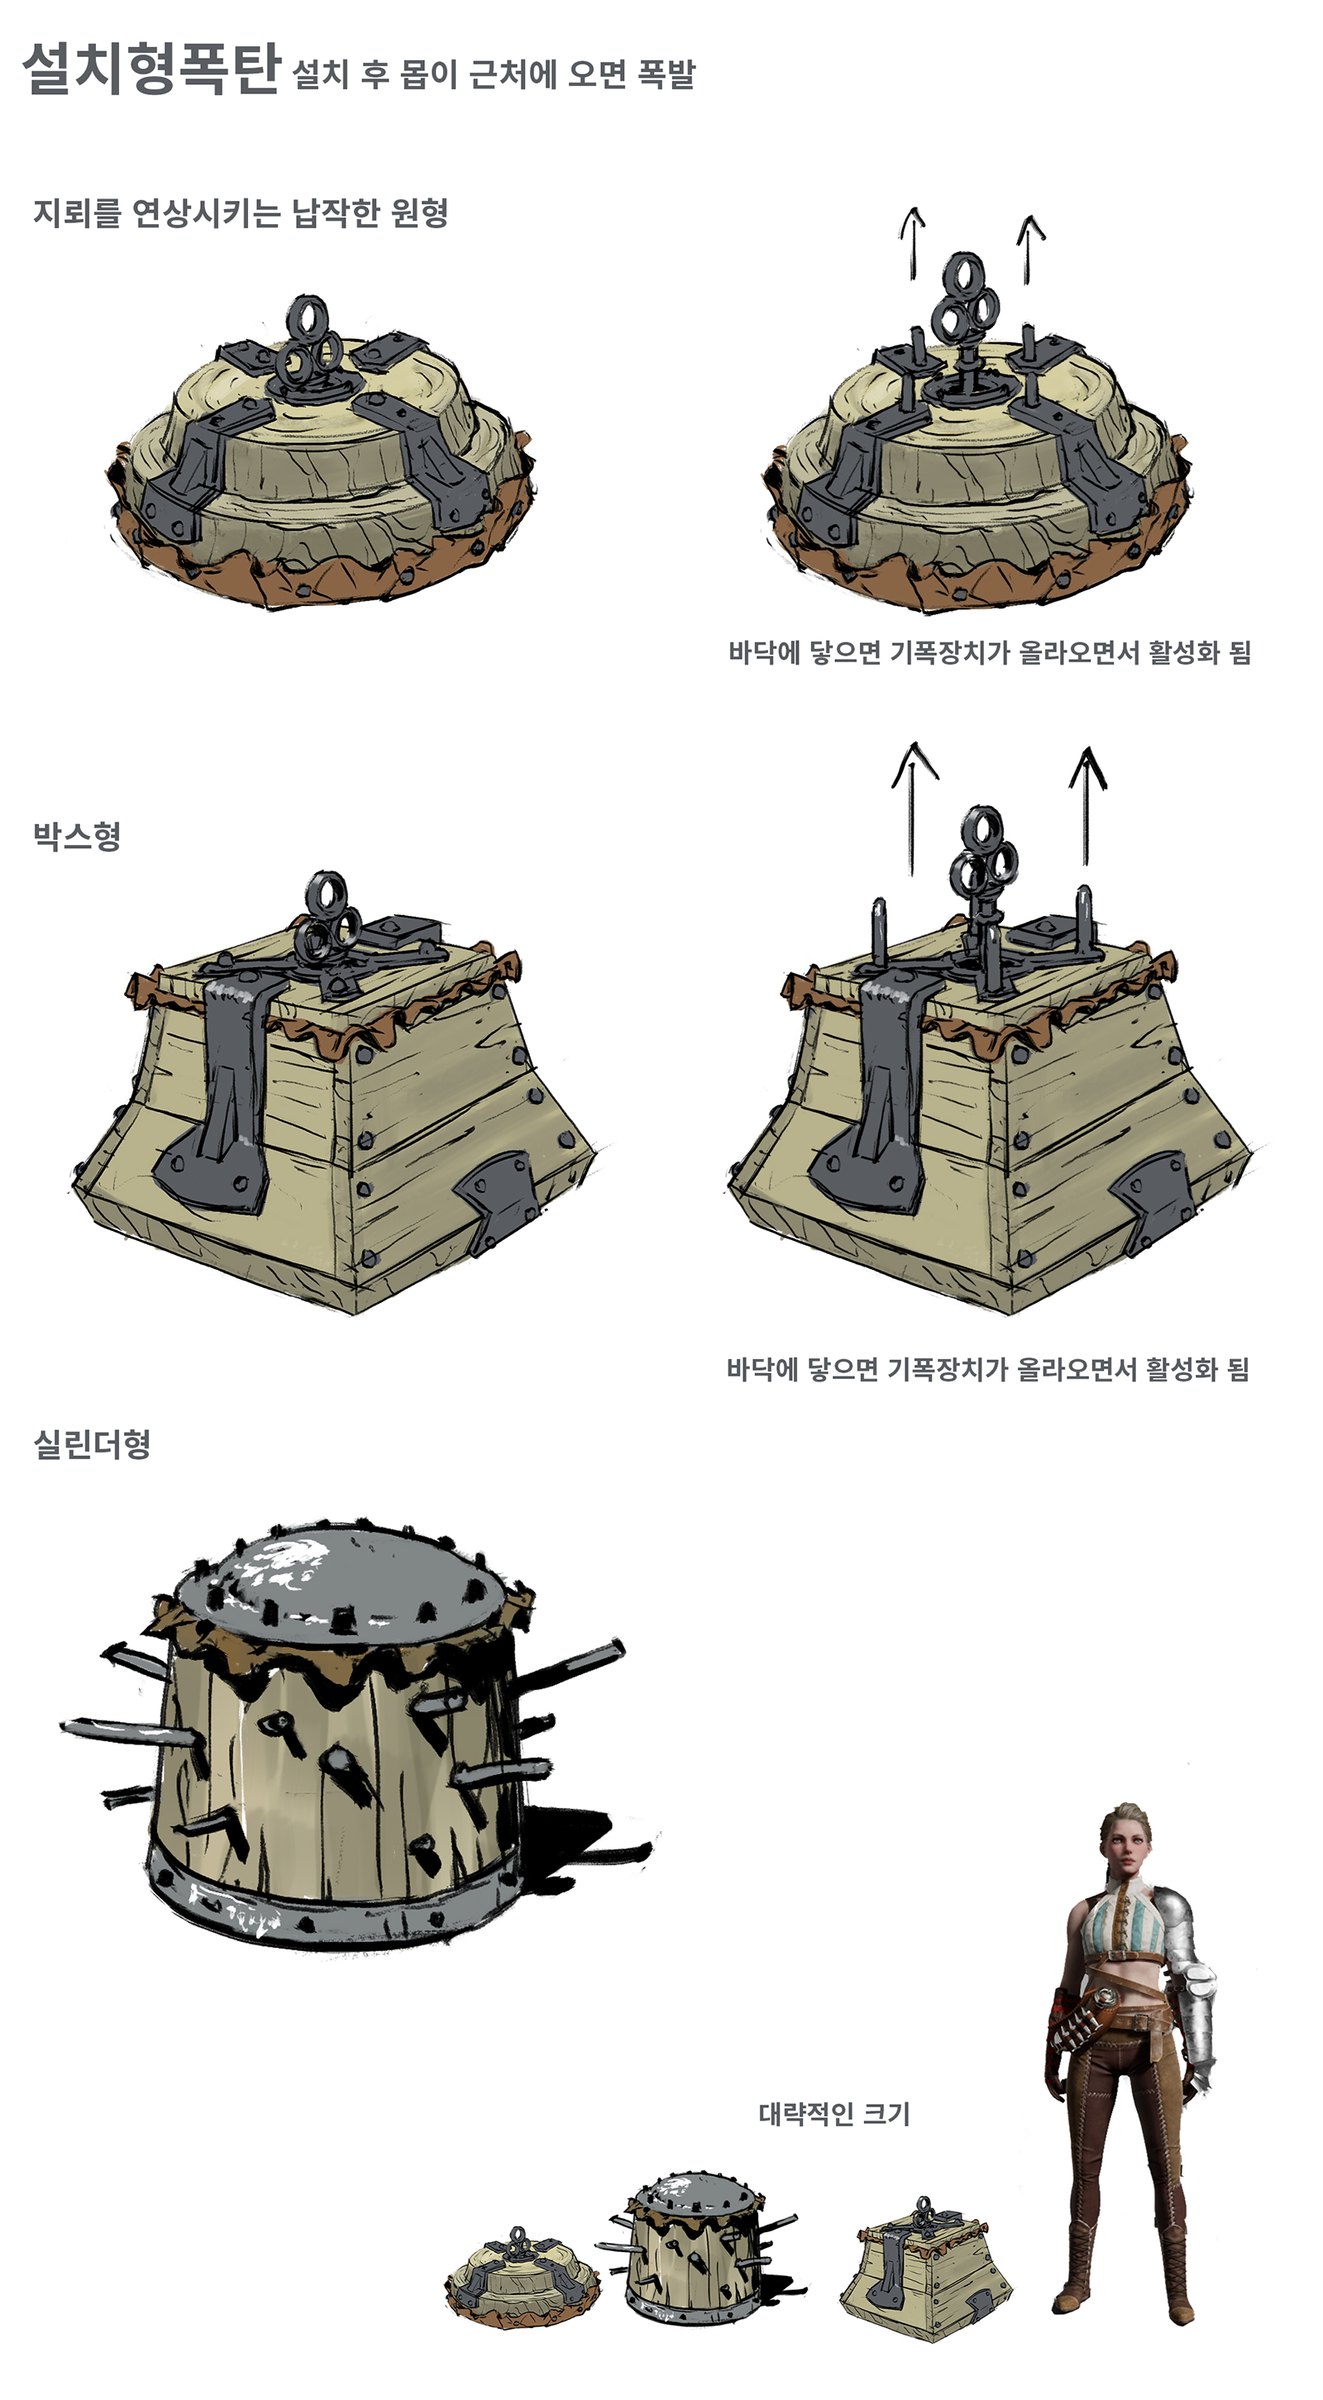 설치형폭탄 설치 후 몹이 근처에 오면 폭발
지뢰를 연상시키는 납작한 원형
바닥에 닿으면 기폭장치가 올라오면서 활성화 됨
박스형
바닥에 닿으면 기폭장치가 올라오면서 활성화 됨
실린더형
대략적인 크기